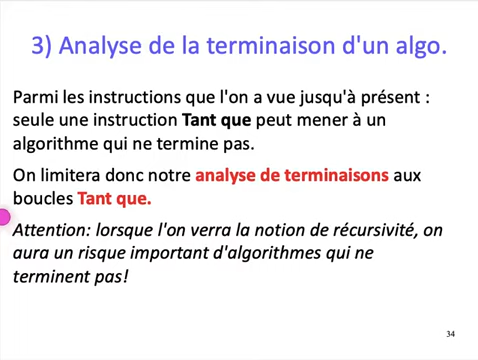 3) Analyse de la terminaison d'un algo.
Parmi les instructions que l'on a vue jusqu'à présent :
seule une instruction Tant que peut mener à un
algorithme qui ne termine pas.
On limitera donc notre analyse de terminaisons aux
boucles Tant que.
Attention: lorsque l'on verra la notion de récursivité, on
aura un risque important d'algorithmes qui ne
terminent pas!
34